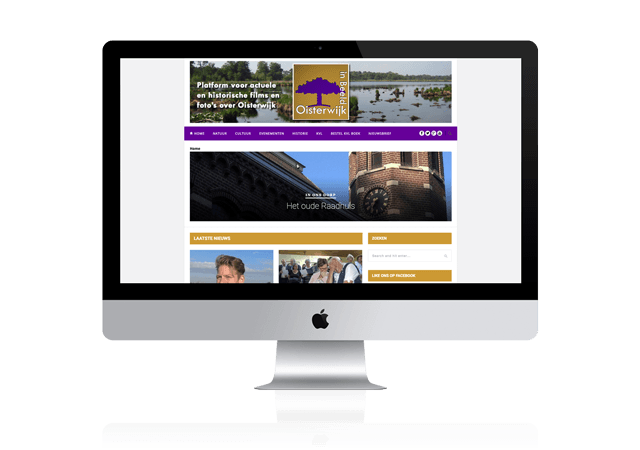 Platform voor actuele
en historische films en
foto's over Oisterwijk
in Beeld
Oisterwijk
HOME NATUUR CULTUUR EVENEMENTEN HISTORIE KVL BESTEL KVL BOEK NIEUWSBRIEF
Home
IN ONS DORP
Het oude Raadhuis
LAATSTE NIEUWS
ZOEKEN
Search and hit enter...
LIKE ONS OP FACEBOOK